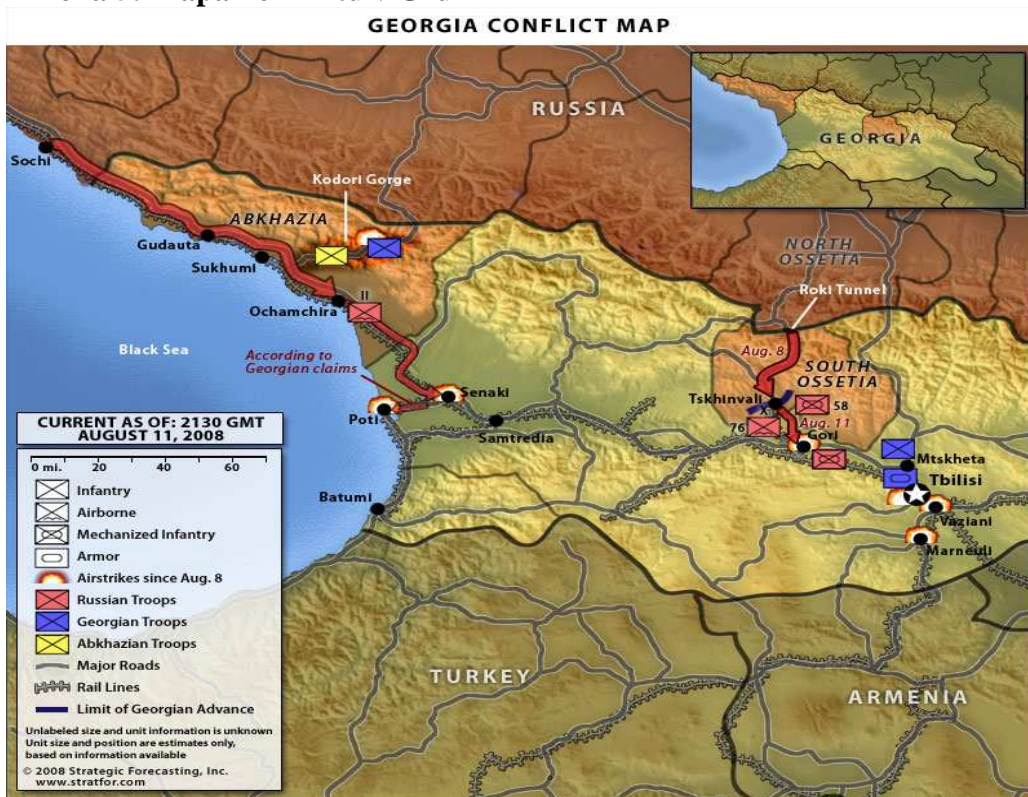 GEORGIA CONFLICT MAP
RUSSIA
GEORGIA
Sochi
Kodori Gorge
ABKHAZIA
Gudauta
Sukhumi
NORTH
OSSETIA
Roki Tunnel
II
Ochamchira
Black Sea
According to
Georgian claims
Aug. 8
SOUTH
OSSETIA
Senaki
Poti
Tskhinvali
X
58
76
Aug. 11
Samtredia
Gori
Mtskheta
Tbilisi
Batumi
Vaziani
Marneuli
TURKEY
ARMENIA
CURRENT AS OF: 2130 GMT
AUGUST 11, 2008
0 mi. 20 40 60
Infantry
Airborne
Mechanized Infantry
Armor
Airstrikes since Aug. 8
Russian Troops
Georgian Troops
Abkhazian Troops
Major Roads
Rail Lines
Limit of Georgian Advance
Unlabeled size and unit information is unknown
Unit size and position are estimates only,
based on information available
© 2008 Strategic Forecasting, Inc.
www.stratfor.com